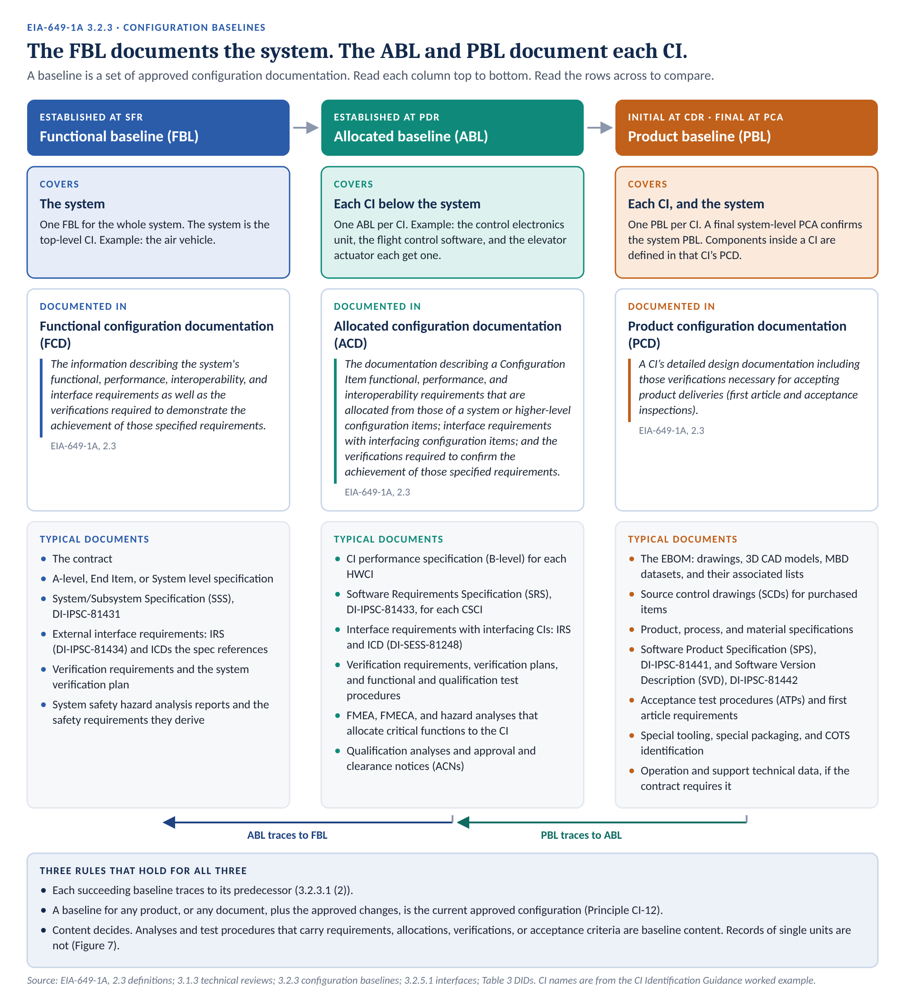 EIA-649-1A 3.2.3 · CONFIGURATION BASELINES
The FBL documents the system. The ABL and PBL document each CI.
A baseline is a set of approved configuration documentation. Read each column top to bottom. Read the rows across to compare.
ESTABLISHED AT SFR
Functional baseline (FBL)
ESTABLISHED AT PDR
Allocated baseline (ABL)
INITIAL AT CDR · FINAL AT PCA
Product baseline (PBL)
COVERS
The system
One FBL for the whole system. The system is the
top-level CI. Example: the air vehicle.
COVERS
Each CI below the system
One ABL per CI. Example: the control electronics
unit, the flight control software, and the elevator
actuator each get one.
COVERS
Each CI, and the system
One PBL per CI. A final system-level PCA confirms
the system PBL. Components inside a CI are
defined in that CI’s PCD.
DOCUMENTED IN
Functional configuration documentation
(FCD)
The information describing the system's
functional, performance, interoperability, and
interface requirements as well as the
verifications required to demonstrate the
achievement of those specified requirements.
EIA-649-1A, 2.3
DOCUMENTED IN
Allocated configuration documentation
(ACD)
The documentation describing a Configuration
Item functional, performance, and
interoperability requirements that are
allocated from those of a system or higher-level
configuration items; interface requirements
with interfacing configuration items; and the
verifications required to confirm the
achievement of those specified requirements.
EIA-649-1A, 2.3
DOCUMENTED IN
Product configuration documentation
(PCD)
A CI’s detailed design documentation including
those verifications necessary for accepting
product deliveries (first article and acceptance
inspections).
EIA-649-1A, 2.3
TYPICAL DOCUMENTS
• The contract
• A-level, End Item, or System level specification
• System/Subsystem Specification (SSS),
DI-IPSC-81431
• External interface requirements: IRS
(DI-IPSC-81434) and ICDs the spec references
• Verification requirements and the system
verification plan
• System safety hazard analysis reports and the
safety requirements they derive
TYPICAL DOCUMENTS
• CI performance specification (B-level) for each
HWCI
• Software Requirements Specification (SRS),
DI-IPSC-81433, for each CSCI
• Interface requirements with interfacing CIs: IRS
and ICD (DI-SESS-81248)
• Verification requirements, verification plans,
and functional and qualification test
procedures
• FMEA, FMECA, and hazard analyses that
allocate critical functions to the CI
• Qualification analyses and approval and
clearance notices (ACNs)
TYPICAL DOCUMENTS
• The EBOM: drawings, 3D CAD models, MBD
datasets, and their associated lists
• Source control drawings (SCDs) for purchased
items
• Product, process, and material specifications
• Software Product Specification (SPS),
DI-IPSC-81441, and Software Version
Description (SVD), DI-IPSC-81442
• Acceptance test procedures (ATPs) and first
article requirements
• Special tooling, special packaging, and COTS
identification
• Operation and support technical data, if the
contract requires it
ABL traces to FBL
PBL traces to ABL
THREE RULES THAT HOLD FOR ALL THREE
• Each succeeding baseline traces to its predecessor (3.2.3.1 (2)).
• A baseline for any product, or any document, plus the approved changes, is the current approved configuration (Principle CI-12).
• Content decides. Analyses and test procedures that carry requirements, allocations, verifications, or acceptance criteria are baseline content. Records of single units are
not (Figure 7).
Source: EIA-649-1A, 2.3 definitions; 3.1.3 technical reviews; 3.2.3 configuration baselines; 3.2.5.1 interfaces; Table 3 DIDs. CI names are from the CI Identification Guidance worked example.